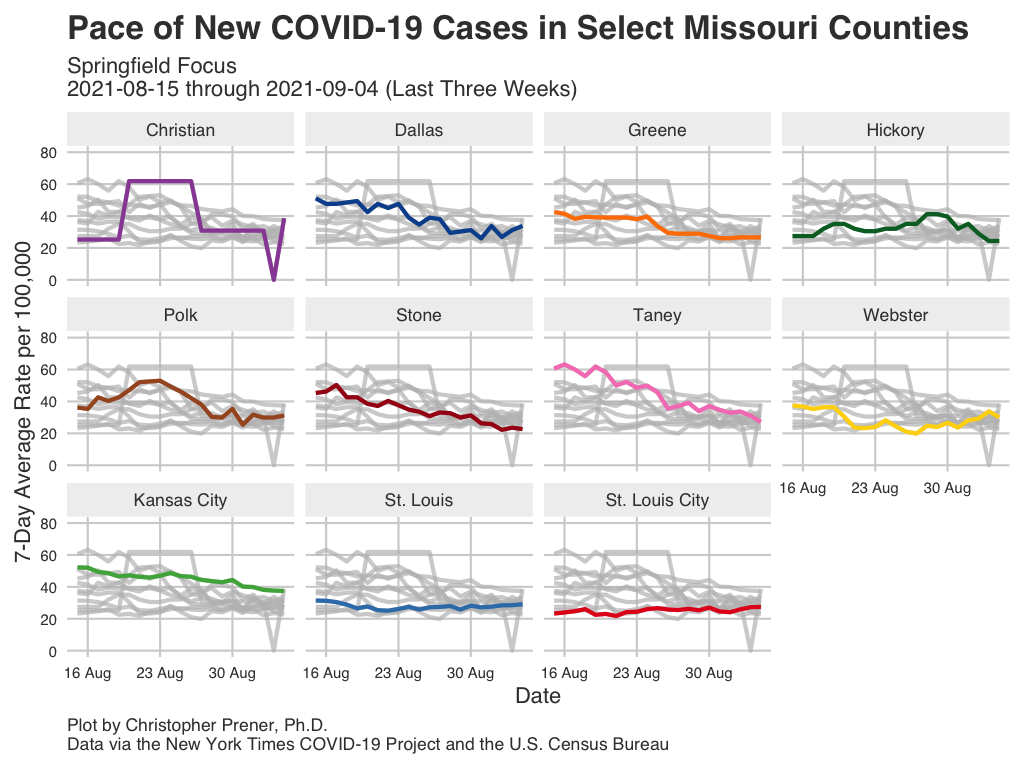 Pace of New COVID-19 Cases in Select Missouri Counties
Springfield Focus
2021-08-15 through 2021-09-04 (Last Three Weeks)
Christian
Dallas
Greene
Hickory
80
60
40
20
0
Polk
Stone
Taney
Webster
80
60
40
20
0
16 Aug
23 Aug
30 Aug
Kansas City
St. Louis
St. Louis City
80
60
40
20
0
16 Aug
23 Aug
30 Aug
16 Aug
23 Aug
30 Aug
16 Aug
23 Aug
30 Aug
7-Day Average Rate per 100,000
Date
Plot by Christopher Prener, Ph.D.
Data via the New York Times COVID-19 Project and the U.S. Census Bureau